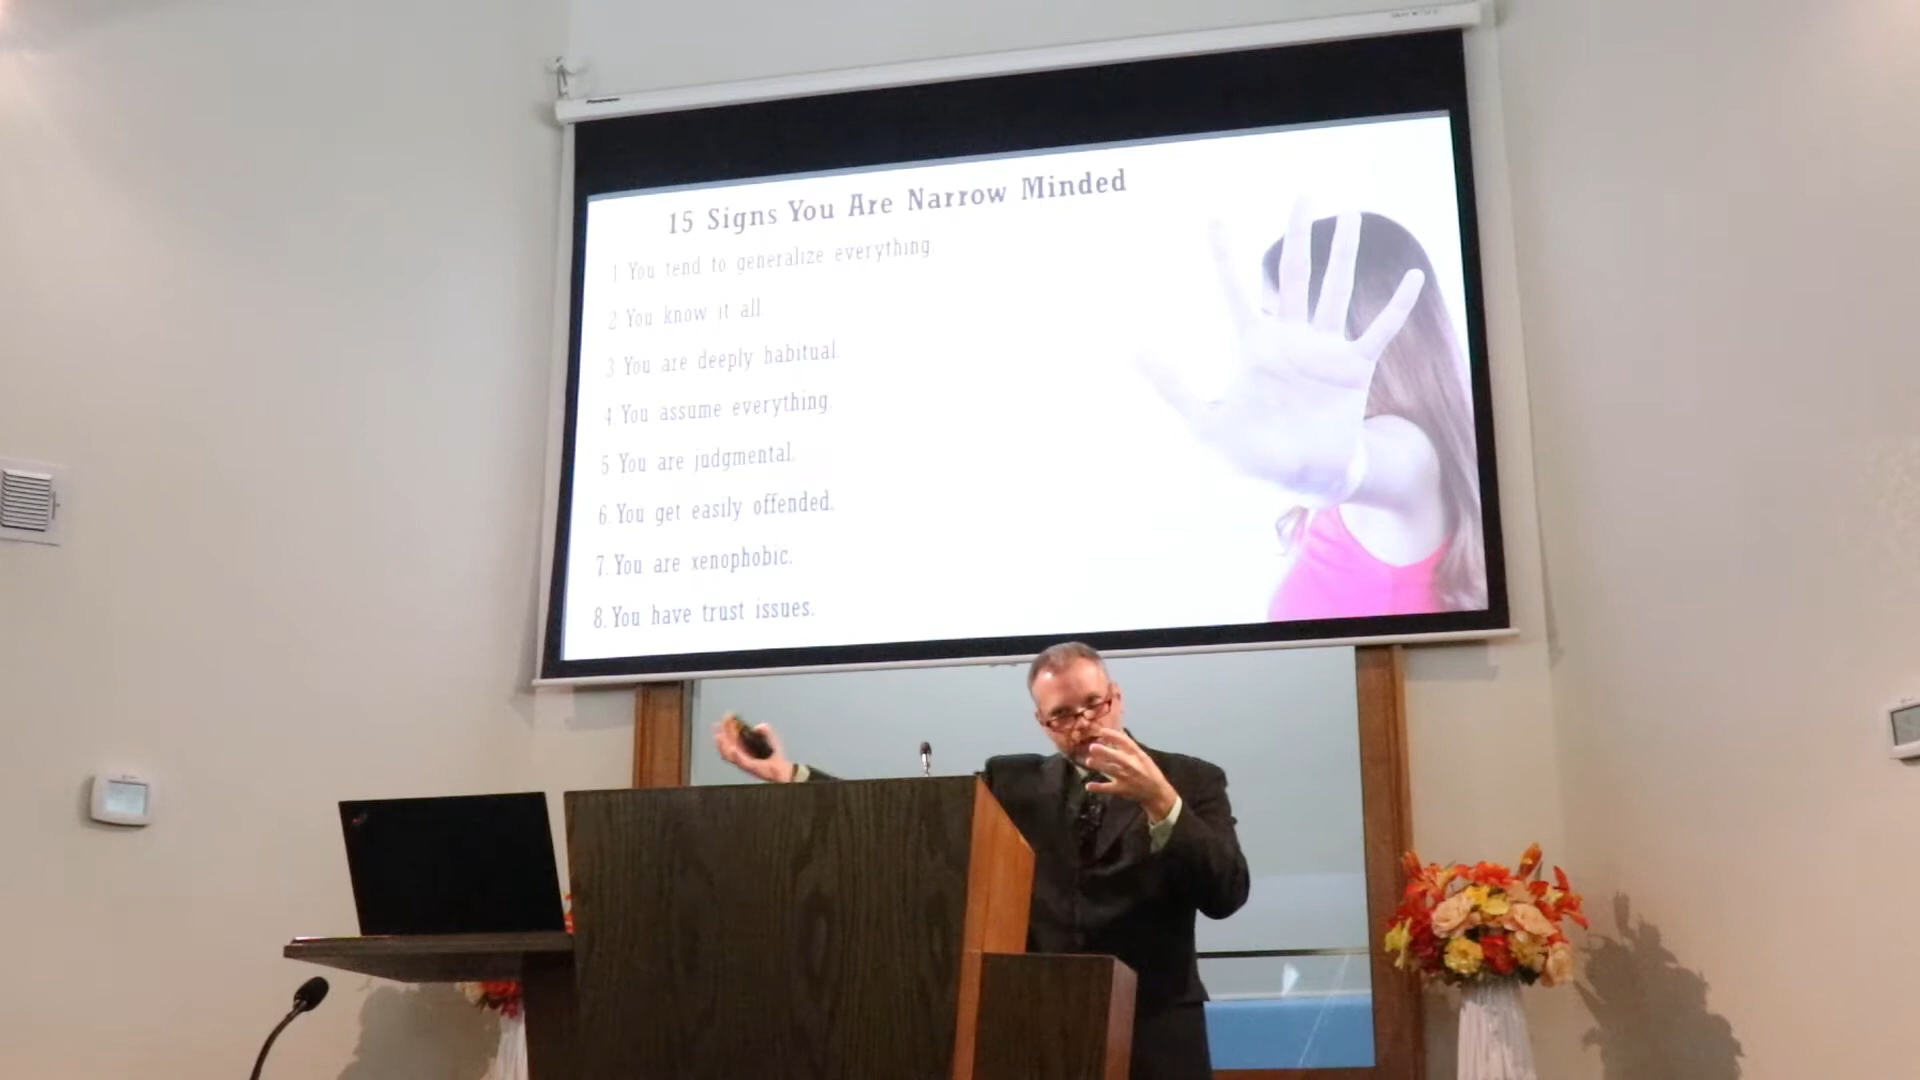 15 Signs You Are Narrow Minded
1 You tend to generalize everything.
2 You know it all.
3 You are deeply habitual.
4 You assume everything.
5 You are judgmental.
6. You get easily offended.
7. You are xenophobic.
8. You have trust issues.